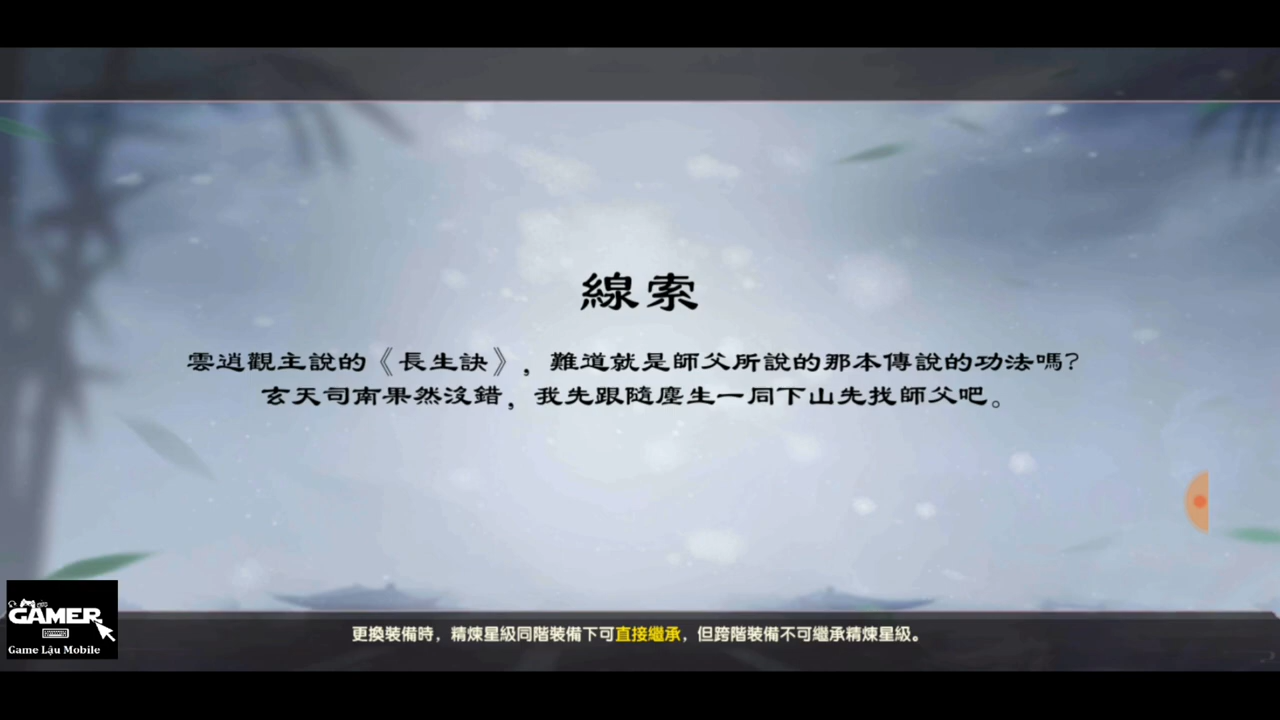 線索
雲逍觀主說的《長生訣》，難道就是師父所說的那本傳說的功法嗎？
玄天司南果然沒錯，我先跟隨塵生一同下山先找師父吧。
更換裝備時，精煉星級同階裝備下可直接繼承，但跨階裝備不可繼承精煉星級。
GAMER
Game Lậu Mobile